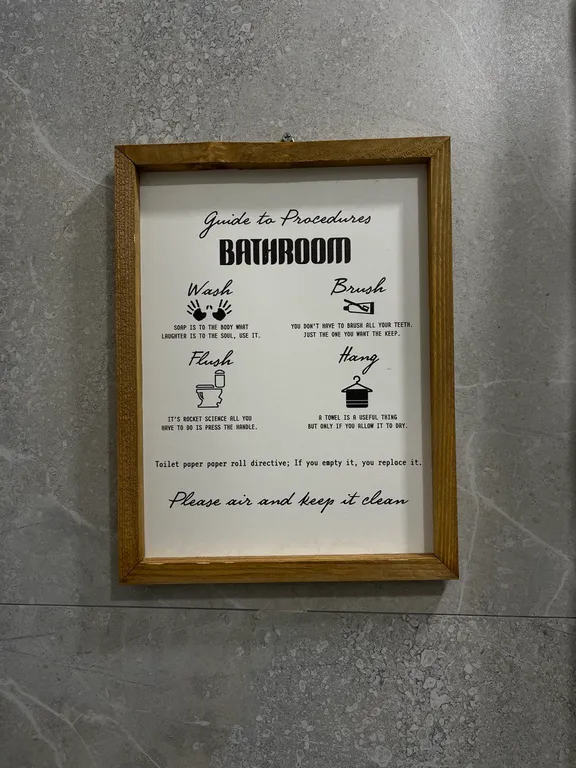 Guide to Procedures
BATHROOM
Wash
SOAP IS TO THE BODY WHAT
LAUGHTER IS TO THE SOUL, USE IT.
Brush
YOU DON'T HAVE TO BRUSH ALL YOUR TEETH.
JUST THE ONE YOU WANT THE KEEP.
Flush
IT'S ROCKET SCIENCE ALL YOU
HAVE TO DO IS PRESS THE HANDLE.
Hang
A TOWEL IS A USEFUL THING
BUT ONLY IF YOU ALLOW IT TO DRY.
Toilet paper paper roll directive; If you empty it, you replace it.
Please air and keep it clean